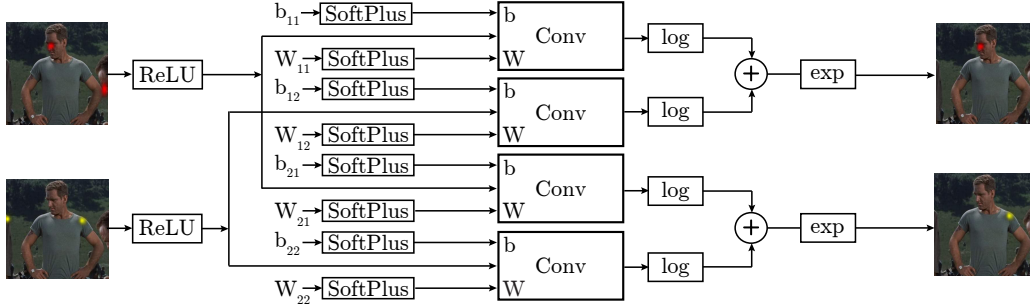 b11 SoftPlus b
Conv log
W11 SoftPlus W
ReLU
+ exp
b12 SoftPlus b
Conv log
W12 SoftPlus W
b21 SoftPlus b
Conv log
W21 SoftPlus W
ReLU
+ exp
b22 SoftPlus b
Conv log
W22 SoftPlus W